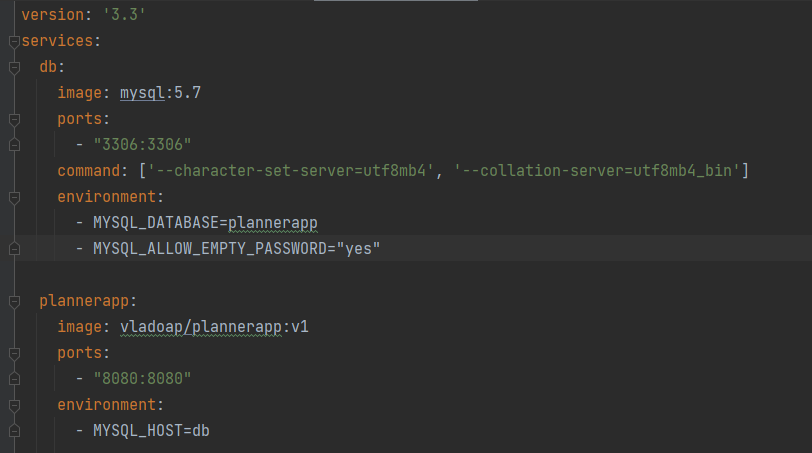 version: '3.3'
services:
  db:
    image: mysql:5.7
    ports:
      - "3306:3306"
    command: ['--character-set-server=utf8mb4', '--collation-server=utf8mb4_bin']
    environment:
      - MYSQL_DATABASE=plannerapp
      - MYSQL_ALLOW_EMPTY_PASSWORD="yes"

  plannerapp:
    image: vladoap/plannerapp:v1
    ports:
      - "8080:8080"
    environment:
      - MYSQL_HOST=db